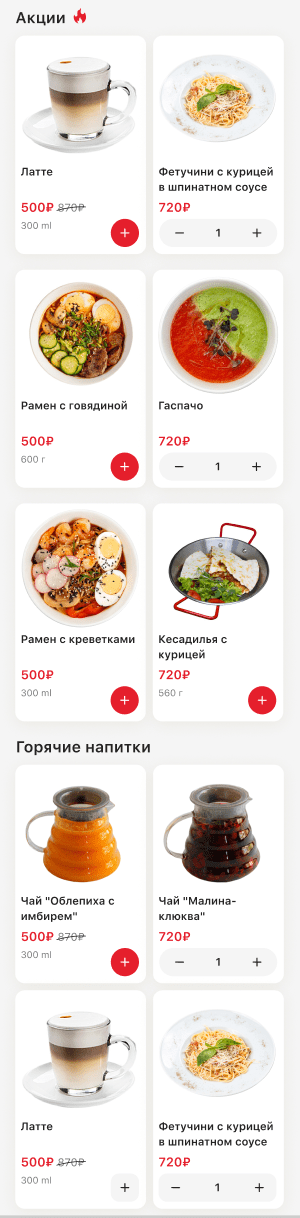 Акции
Латте
500₽ 870₽
300 ml
+
Фетучини с курицей
в шпинатном соусе
720₽
− 1 +
Рамен с говядиной
500₽
600 г
+
Гаспачо
720₽
− 1 +
Рамен с креветками
500₽
300 ml
+
Кесадилья с
курицей
720₽
560 г
+
Горячие напитки
Чай "Облепиха с
имбирем"
500₽ 870₽
300 ml
+
Чай "Малина-
клюква"
720₽
− 1 +
Латте
500₽ 870₽
300 ml
+
Фетучини с курицей
в шпинатном соусе
720₽
− 1 +